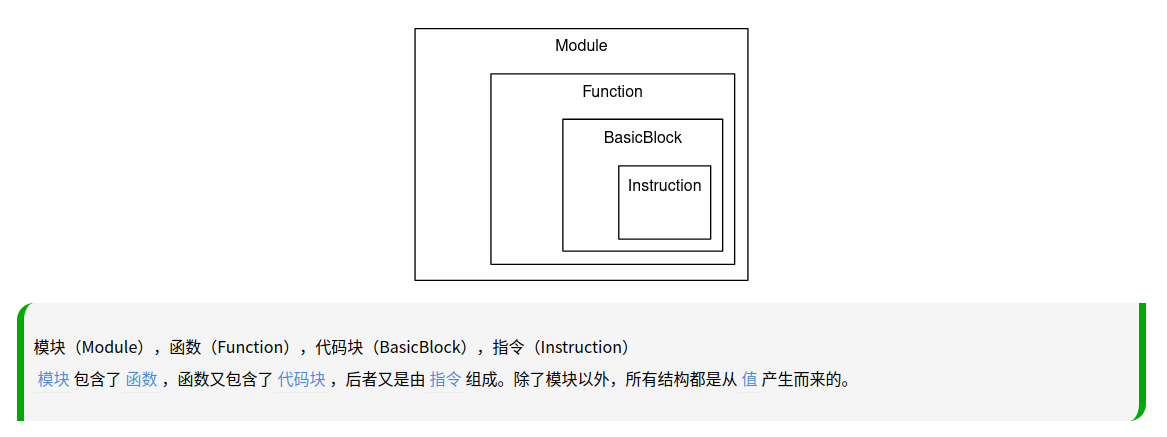 Module
Function
BasicBlock
Instruction
模块（Module），函数（Function），代码块（BasicBlock），指令（Instruction）
模块 包含了 函数 ，函数又包含了 代码块 ，后者又是由 指令 组成。除了模块以外，所有结构都是从 值 产生而来的。